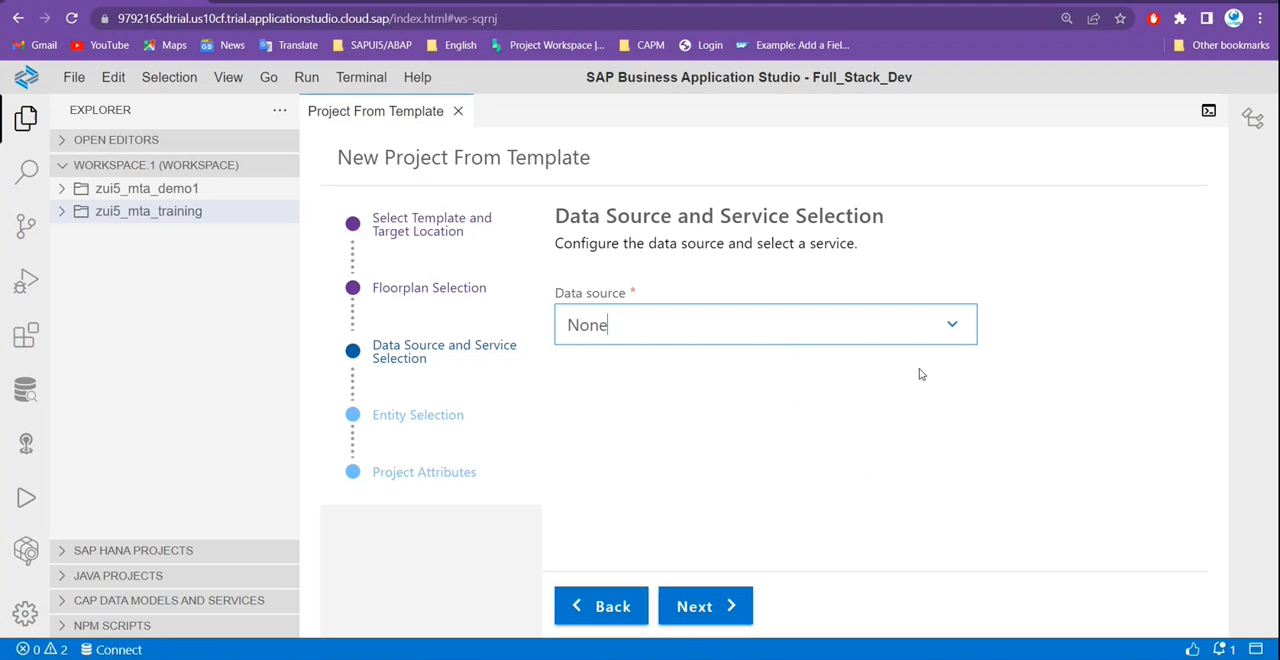 9792165dtrial.us10cf.trial.applicationstudio.cloud.sap/index.html#ws-sqrnj
Gmail YouTube Maps News Translate SAPUI5/ABAP English Project Workspace |... CAPM Login Example: Add a Fiel... Other bookmarks
File Edit Selection View Go Run Terminal Help SAP Business Application Studio - Full_Stack_Dev
EXPLORER
Project From Template
OPEN EDITORS
WORKSPACE.1 (WORKSPACE)
zui5_mta_demo1
zui5_mta_training
New Project From Template
Select Template and
Target Location
Floorplan Selection
Data Source and Service
Selection
Entity Selection
Project Attributes
Data Source and Service Selection
Configure the data source and select a service.
Data source *
None
Back Next
SAP HANA PROJECTS
JAVA PROJECTS
CAP DATA MODELS AND SERVICES
NPM SCRIPTS
0 2 Connect 1